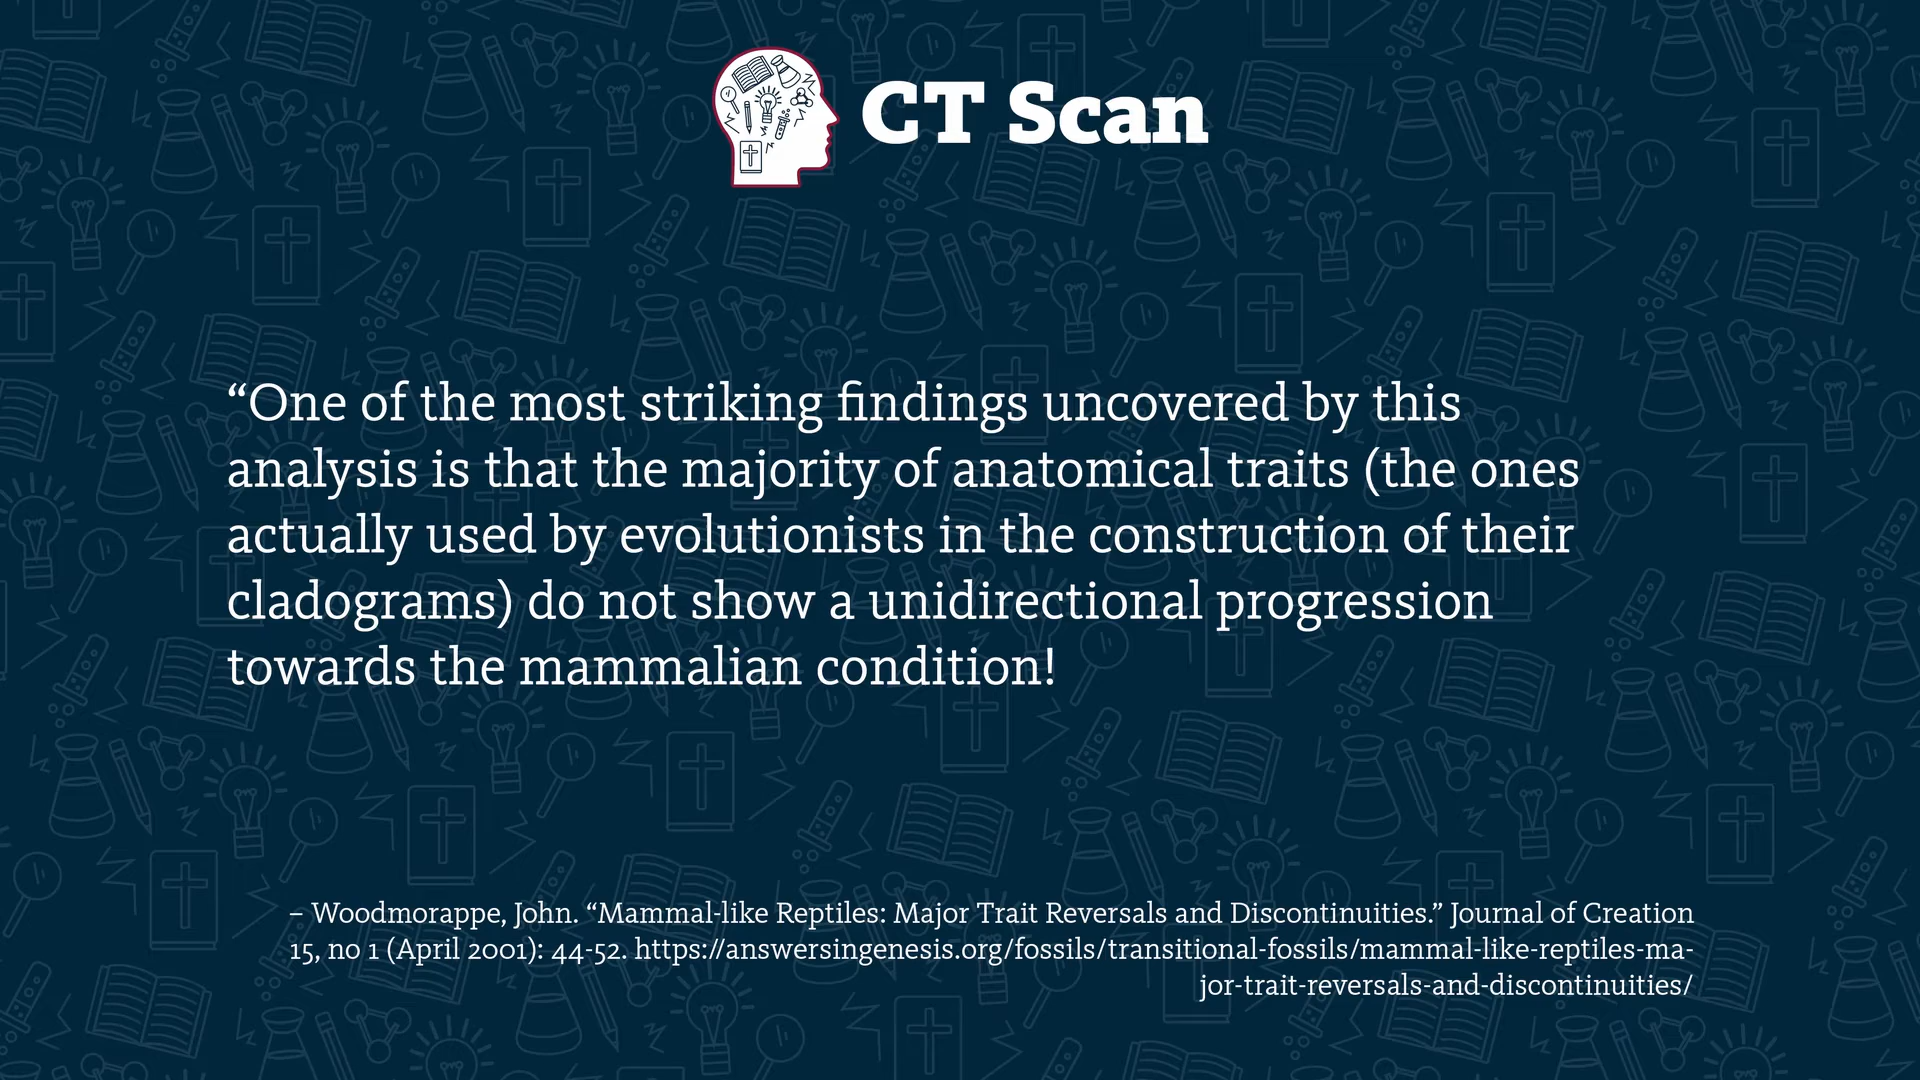 CT Scan
“One of the most striking findings uncovered by this
analysis is that the majority of anatomical traits (the ones
actually used by evolutionists in the construction of their
cladograms) do not show a unidirectional progression
towards the mammalian condition!
– Woodmorappe, John. “Mammal-like Reptiles: Major Trait Reversals and Discontinuities.” Journal of Creation
15, no 1 (April 2001): 44-52. https://answersingenesis.org/fossils/transitional-fossils/mammal-like-reptiles-ma-
jor-trait-reversals-and-discontinuities/